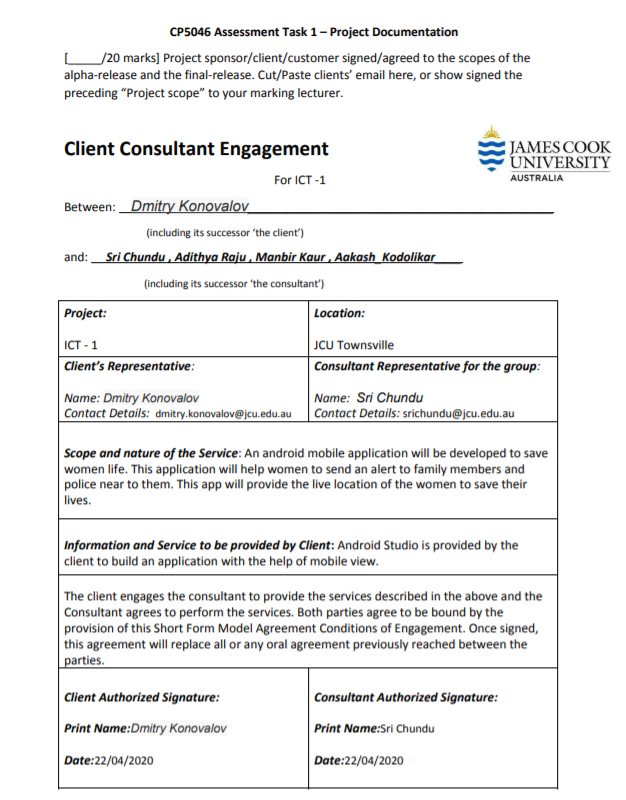 CP5046 Assessment Task 1 – Project Documentation
[_____/20 marks] Project sponsor/client/customer signed/agreed to the scopes of the
alpha-release and the final-release. Cut/Paste clients’ email here, or show signed the
preceding “Project scope” to your marking lecturer.
Client Consultant Engagement
JAMES COOK
UNIVERSITY
AUSTRALIA
For ICT -1
Between: Dmitry Konovalov
(including its successor ‘the client’)
and: Sri Chundu , Adithya Raju , Manbir Kaur , Aakash_Kodolikar____
(including its successor ‘the consultant’)
Project:
ICT - 1
Location:
JCU Townsville
Client’s Representative:
Name: Dmitry Konovalov
Contact Details: dmitry.konovalov@jcu.edu.au
Consultant Representative for the group:
Name: Sri Chundu
Contact Details: srichundu@jcu.edu.au
Scope and nature of the Service: An android mobile application will be developed to save
women life. This application will help women to send an alert to family members and
police near to them. This app will provide the live location of the women to save their
lives.
Information and Service to be provided by Client: Android Studio is provided by the
client to build an application with the help of mobile view.
The client engages the consultant to provide the services described in the above and the
Consultant agrees to perform the services. Both parties agree to be bound by the
provision of this Short Form Model Agreement Conditions of Engagement. Once signed,
this agreement will replace all or any oral agreement previously reached between the
parties.
Client Authorized Signature:
Print Name:Dmitry Konovalov
Date:22/04/2020
Consultant Authorized Signature:
Print Name:Sri Chundu
Date:22/04/2020